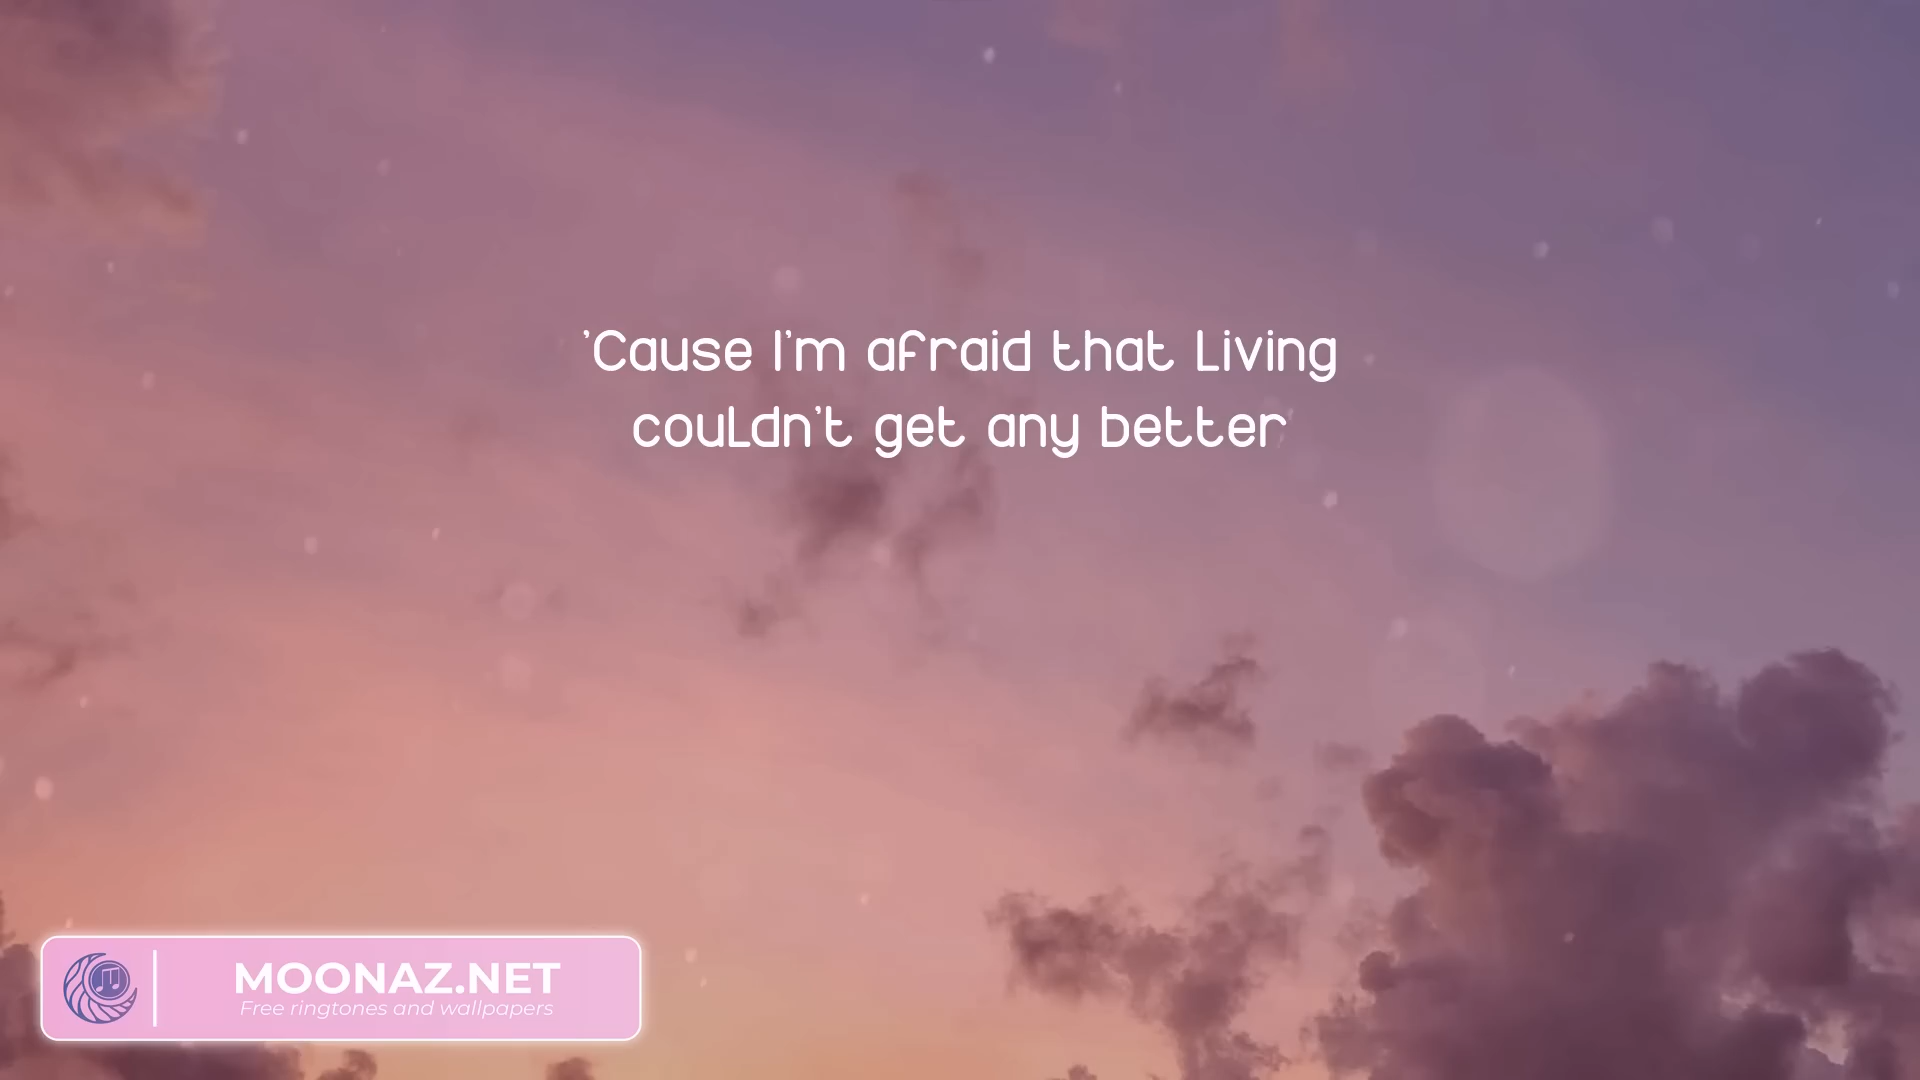 'Cause I'm afraid that Living
couldn't get any better
MOONAZ.NET
Free ringtones and wallpapers